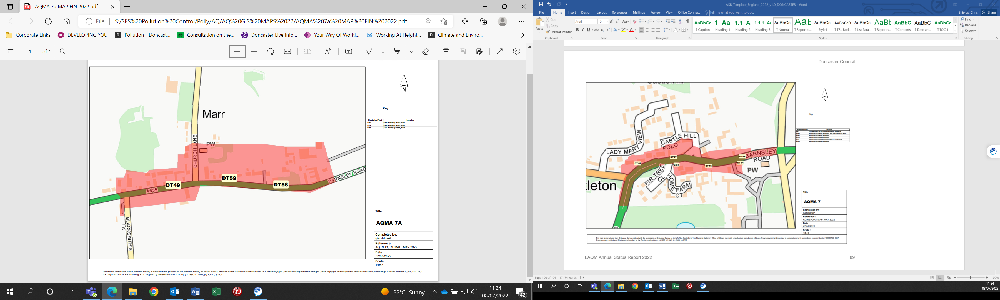 AQMA 7a MAP FIN 2022.pdf
File
S:/SES%20Pollution%20Control/Polly/AQ/AQ%20GIS%20MAPS%202022/AQMA%207a%20MAP%20FIN%202022.pdf
Corporate Links
DEVELOPING YOU
Pollution - Doncast...
Consultation on the...
Doncaster Live Info...
Your Way Of Worki...
Working At Height...
Climate and Enviro...
1 of 1
N
Key
Monitoring Point Location
DT49 A635 Barnsley Road, Marr
DT58 A635 Barnsley Road, Marr
DT59 A635 Barnsley Road, Marr
Marr
CHURCH LANE
PW
DT59
DT49
DT58
A635
BARNSLEY ROAD
BLACKSMITH'S
LA
Title :
AQMA 7A
Completed by:
GeraldineP
Reference :
AQ REPORT MAP_MAY 2022
Date :
07/07/2022
Scale :
1:962
This map is reproduced from Ordnance Survey material with the permission of Ordnance Survey on behalf of the Controller of Her Majestys Stationery Office (c) Crown copyright. Unauthorised reproduction infringes Crown copyright and may lead to prosecution or civil proceedings. License Number 100019782. 2007.
The map may contain Aerial Photography Supplied by the GeoInformation Group (c) 1997, (c) 2002, (c) 2005, (c) 2007.
22°C Sunny
11:24
08/07/2022
42
ASR_Template_England_2022_v1.0_DONCASTER - Word
File Home Insert Design Layout References Mailings Review View Office Connect Tell me what you want to do...
Shields, Chris Share
Paste
Cut
Copy
Format Painter
Clipboard
Arial 12
Font
Paragraph
AaBbCc 1 Aal 1.1 A 1.1.1 Aa AaBbCcI Aat AaBbCcI AaBbCcD AaBbCcI AaBt AaBbC AaBbC AaBbCc
Caption Heading 1 Heading 2 Heading 3 Normal Report ti... Style1 TRL Bod... List Para... Report s... Contents Date an... TOC 1
Styles
Find
Replace
Select
Editing
Doncaster Council
N
Key
Monitoring Point Location
LADY MARY VIEW
CASTLE HILL
FOLD
DT47
DT45
CM7
DT46
DT48
DT44
BARNSLEY
ROAD
PW
FIR TREE
CL
HOME FARM
CT
kleton
Title :
AQMA 7
Completed by:
GeraldineP
Reference :
AQ REPORT MAP_MAY 2022
Date :
07/07/2022
Scale :
1:575
This map is reproduced from Ordnance Survey material with the permission of Ordnance Survey on behalf of the Controller of Her Majestys Stationery Office (c) Crown copyright. Unauthorised reproduction infringes Crown copyright and may lead to prosecution or civil proceedings. License Number 100019782. 2007.
The map may contain Aerial Photography Supplied by the GeoInformation Group (c) 1997, (c) 2002, (c) 2005, (c) 2007.
LAQM Annual Status Report 2022
89
Page 100 of 104 17174 words
100%
11:24
08/07/2022